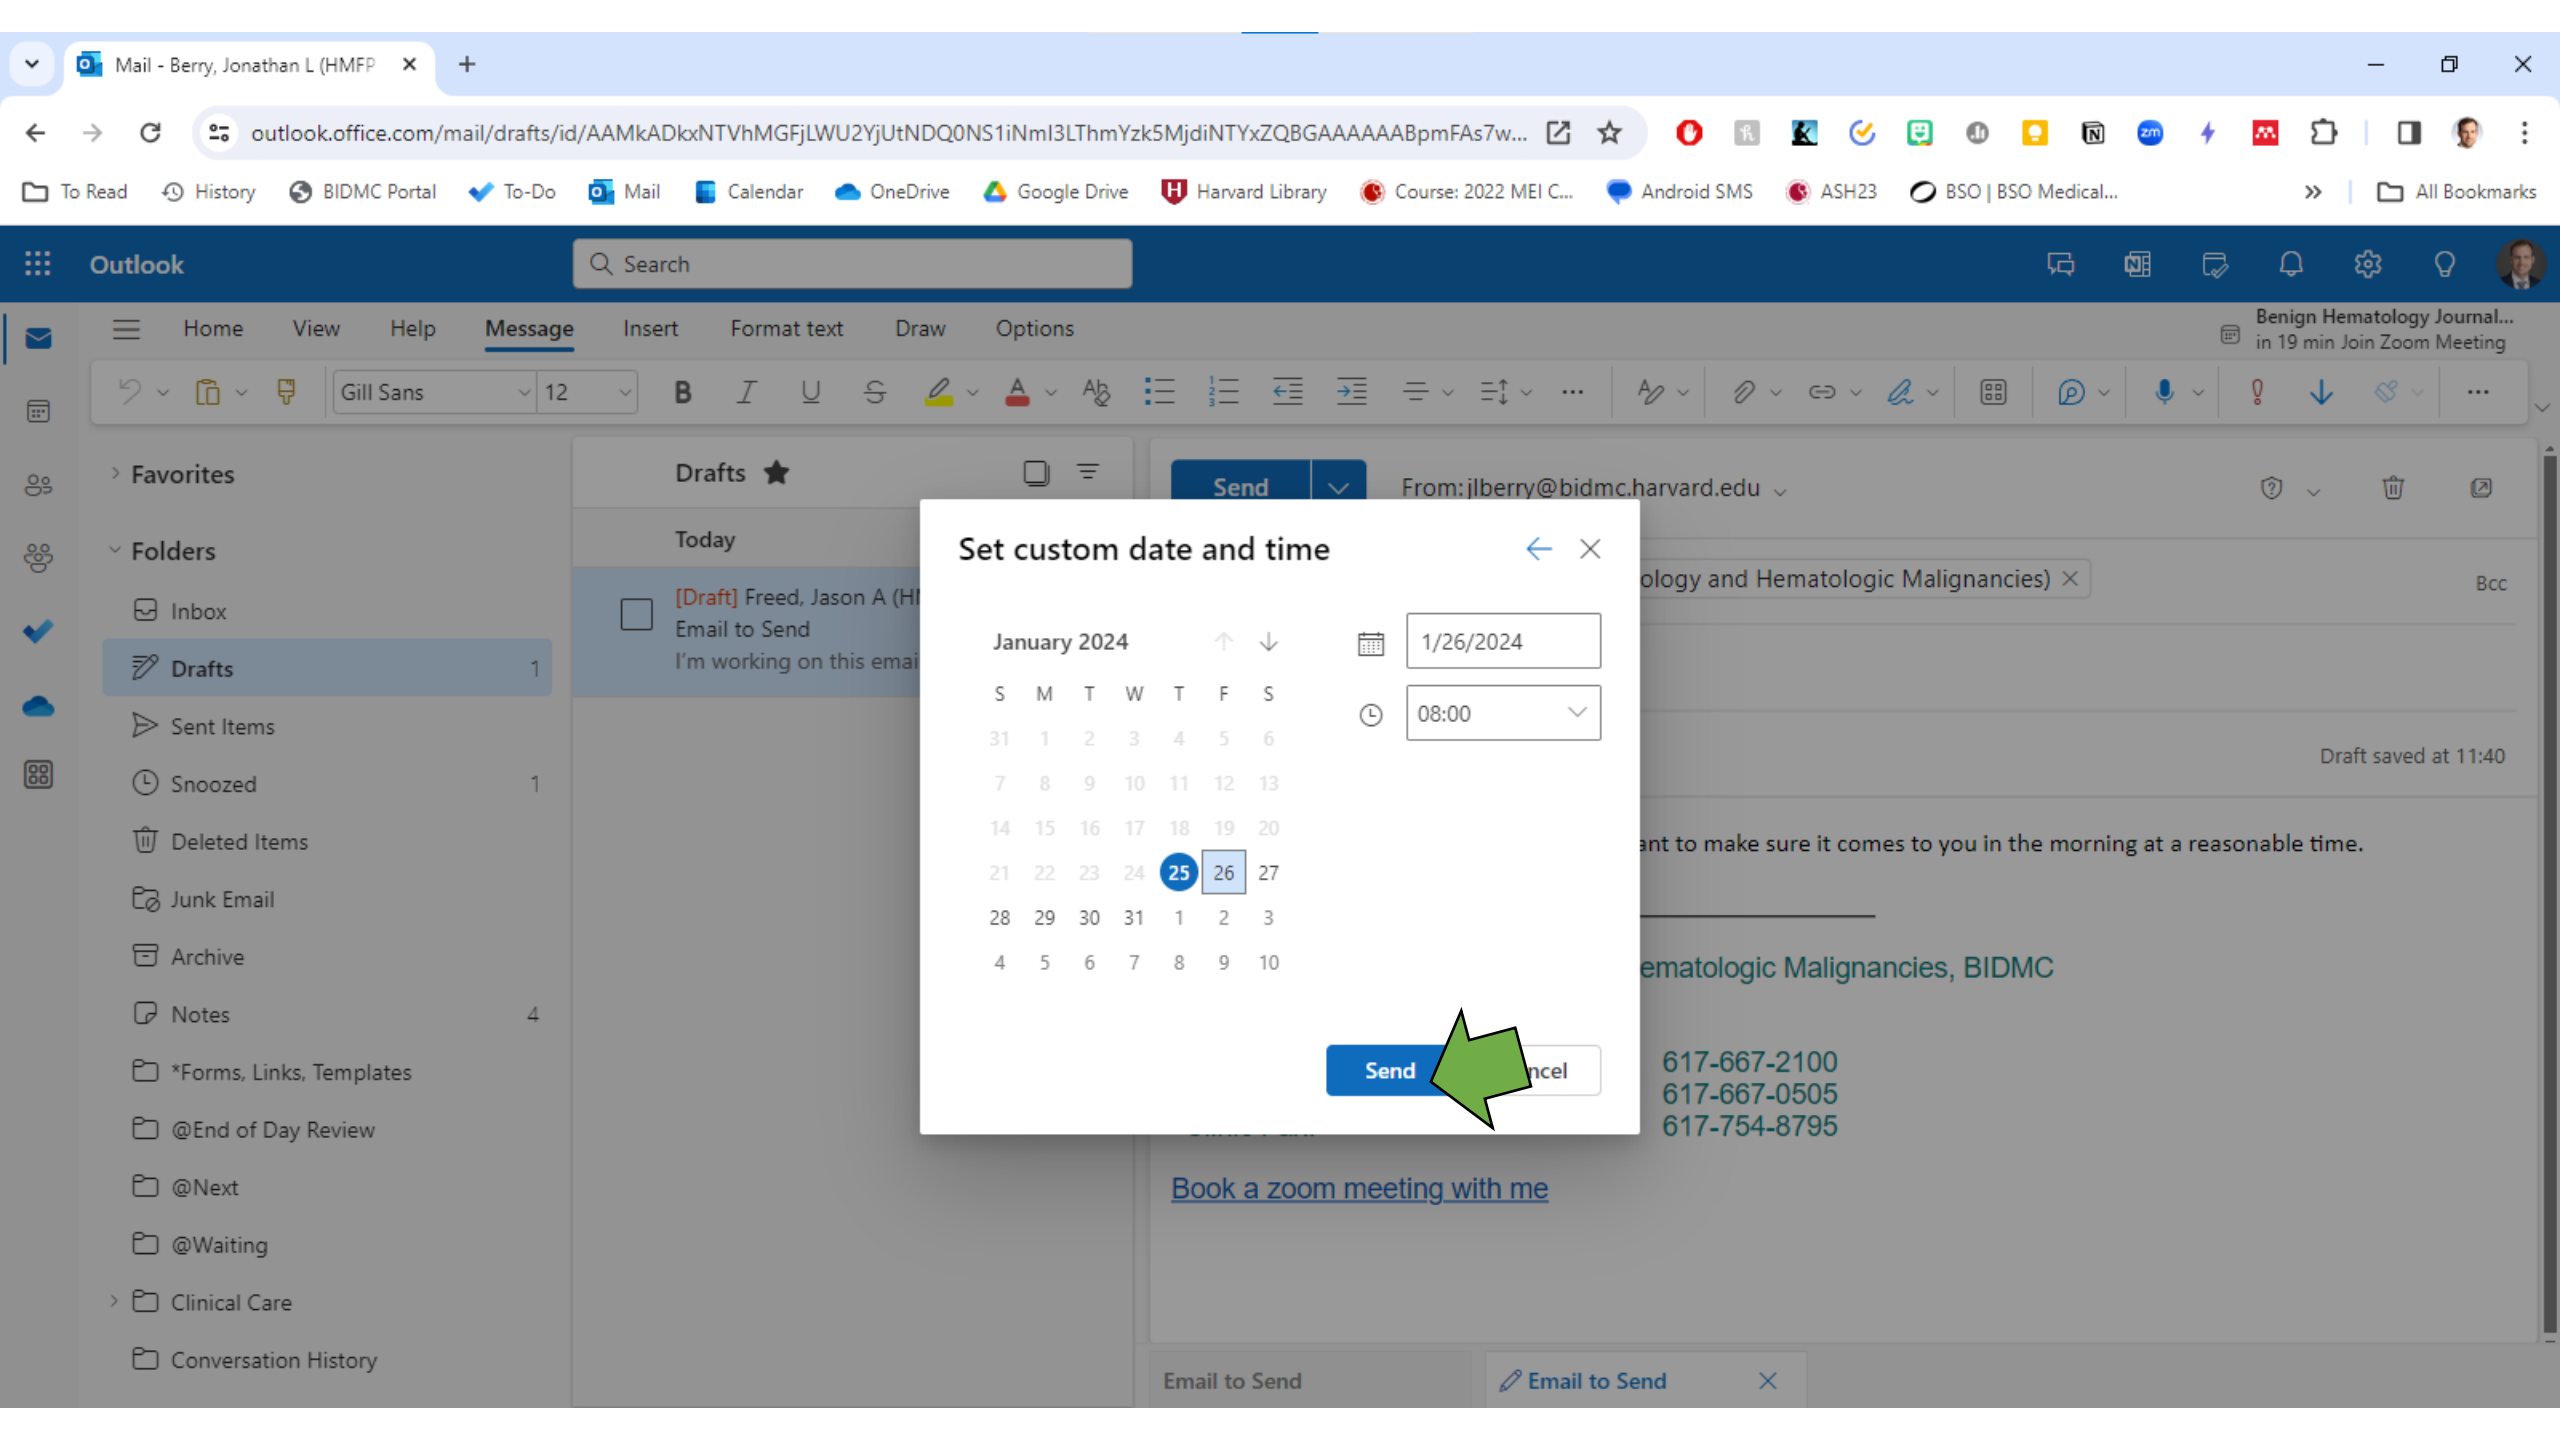 Mail - Berry, Jonathan L (HMFP
outlook.office.com/mail/drafts/id/AAMkADkxNTVhMGFjLWU2YjUtNDQ0NS1iNmI3LThmYzk5MjdiNTYxZQBGAAAAAABpmFAs7w...
To Read History BIDMC Portal To-Do Mail Calendar OneDrive Google Drive Harvard Library Course: 2022 MEI C... Android SMS ASH23 BSO | BSO Medical... All Bookmarks
Outlook
Search
Home View Help Message Insert Format text Draw Options
Benign Hematology Journal...
in 19 min Join Zoom Meeting
Gill Sans 12
Favorites
Folders
Inbox
Drafts 1
Sent Items
Snoozed 1
Deleted Items
Junk Email
Archive
Notes 4
*Forms, Links, Templates
@End of Day Review
@Next
@Waiting
Clinical Care
Conversation History
Drafts
Today
[Draft] Freed, Jason A (H
Email to Send
I'm working on this emai
Send
From: jlberry@bidmc.harvard.edu
ology and Hematologic Malignancies)
Bcc
Draft saved at 11:40
ant to make sure it comes to you in the morning at a reasonable time.
ematologic Malignancies, BIDMC
617-667-2100
617-667-0505
617-754-8795
Book a zoom meeting with me
Email to Send
Email to Send
Set custom date and time
January 2024
S M T W T F S
31 1 2 3 4 5 6
7 8 9 10 11 12 13
14 15 16 17 18 19 20
21 22 23 24 25 26 27
28 29 30 31 1 2 3
4 5 6 7 8 9 10
1/26/2024
08:00
Send
ncel